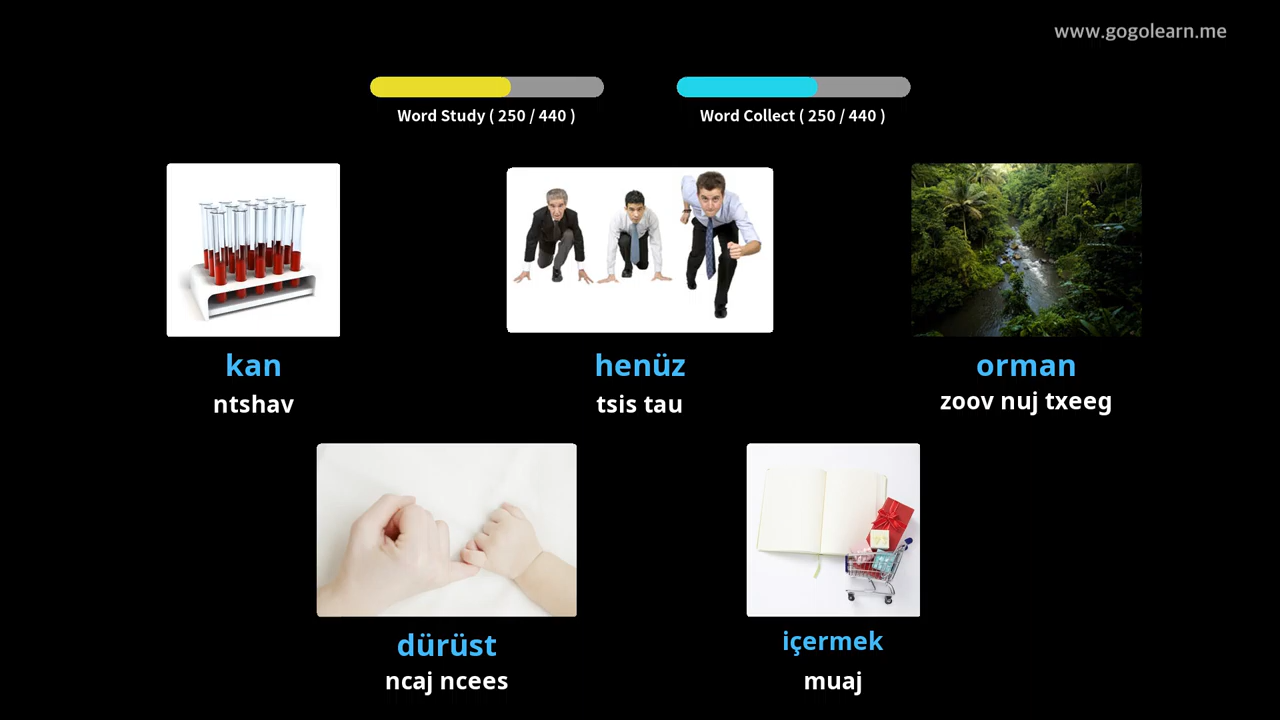 www.gogolearn.me
Word Study ( 250 / 440 )
Word Collect ( 250 / 440 )
kan
ntshav
henüz
tsis tau
orman
zoov nuj txeeg
dürüst
ncaj ncees
içermek
muaj